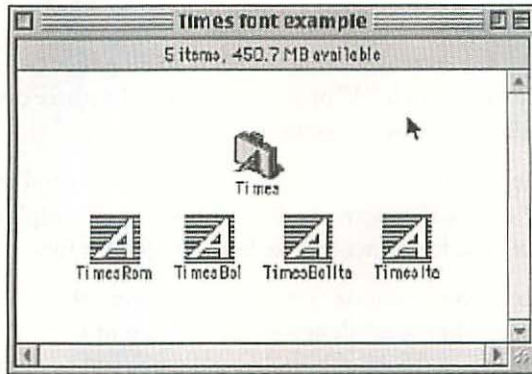 Times font example
5 items, 450.7 MB available
Times
TimesRom TimesBol TimesBolIta TimesIta